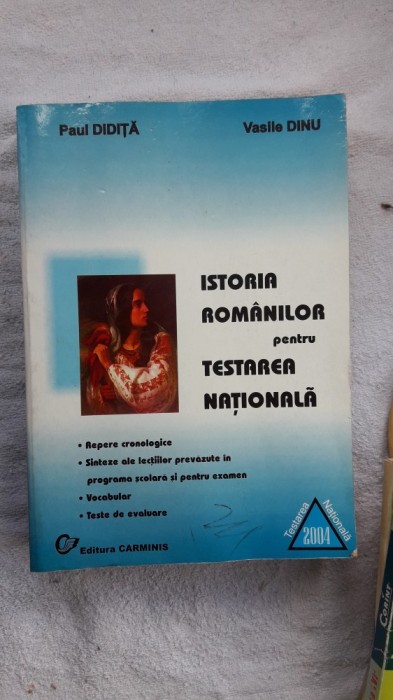 Paul DIDIȚĂ
Vasile DINU
ISTORIA
ROMÂNILOR
pentru
TESTAREA
NAȚIONALĂ
• Repere cronologice
• Sinteze ale lecțiilor prevăzute în
programa școlară și pentru examen
• Vocabular
• Teste de evaluare
Testarea Națională
2004
Editura CARMINIS
Corint